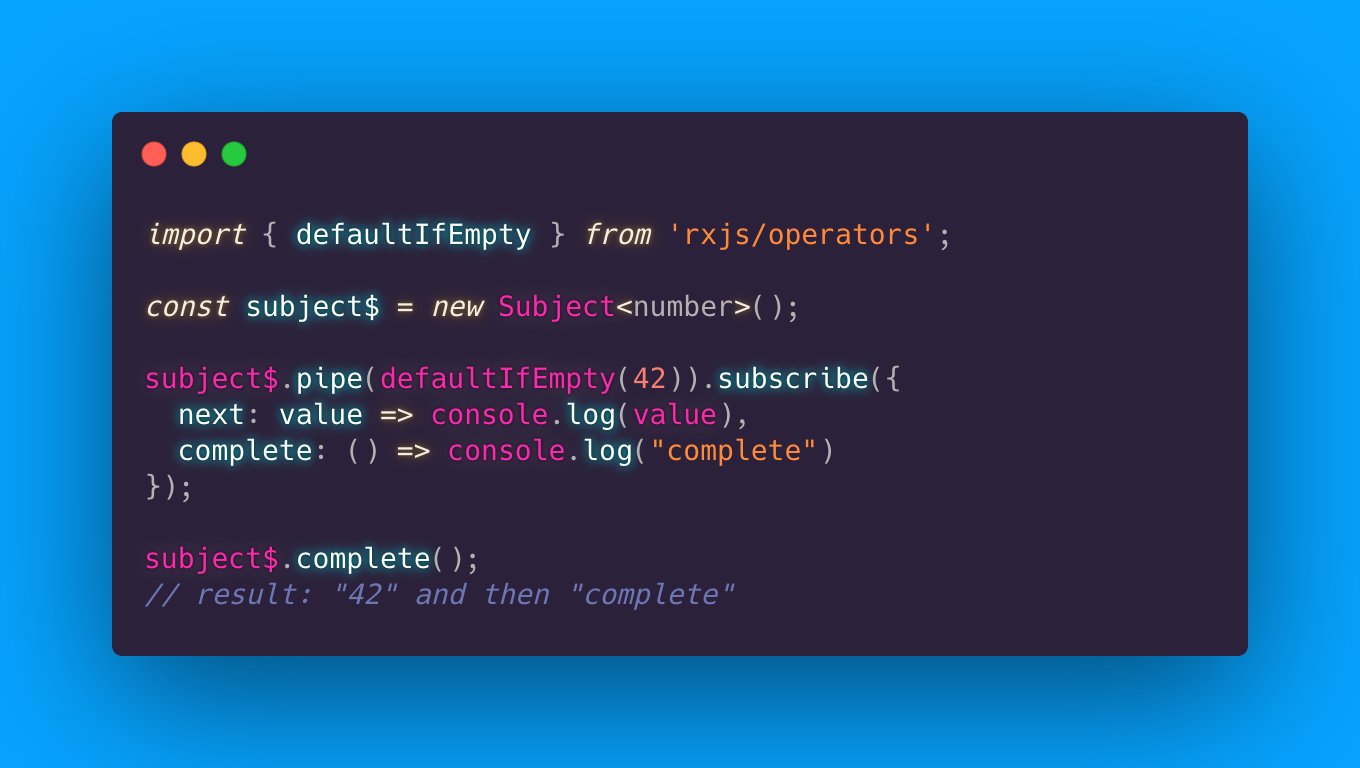 import { defaultIfEmpty } from 'rxjs/operators';
const subject$ = new Subject<number>();
subject$.pipe(defaultIfEmpty(42)).subscribe({
  next: value => console.log(value),
  complete: () => console.log("complete")
});
subject$.complete();
// result: "42" and then "complete"